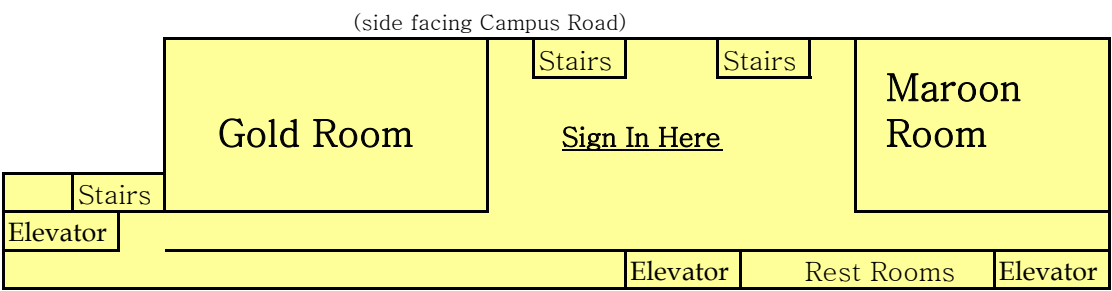 (side facing Campus Road)
Stairs
Stairs
Maroon
Room
Gold Room
Sign In Here
Stairs
Elevator
Elevator
Rest Rooms
Elevator